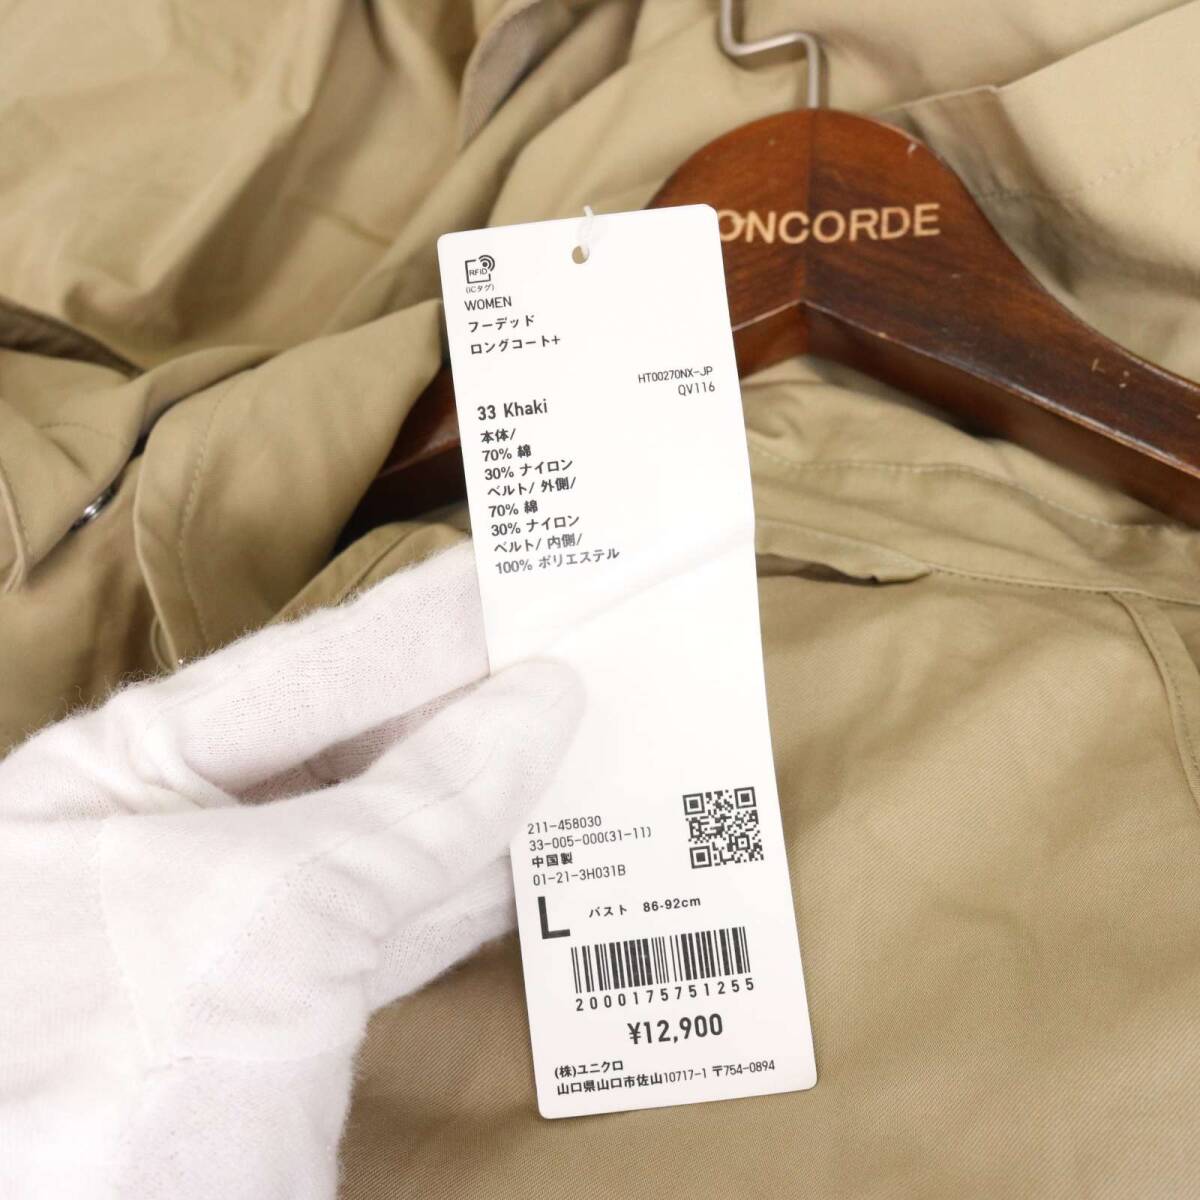 ONCORDE
RFID
(ICタグ)
WOMEN
フーデッド
ロングコート+
HT00270NX-JP
QV116
33 Khaki
本体/
70% 綿
30% ナイロン
ベルト/ 外側/
70% 綿
30% ナイロン
ベルト/ 内側/
100% ポリエステル
211-458030
33-005-000(31-11)
中国製
01-21-3H031B
L バスト 86-92cm
2000175751255
¥12,900
(株)ユニクロ
山口県山口市佐山10717-1 〒754-0894